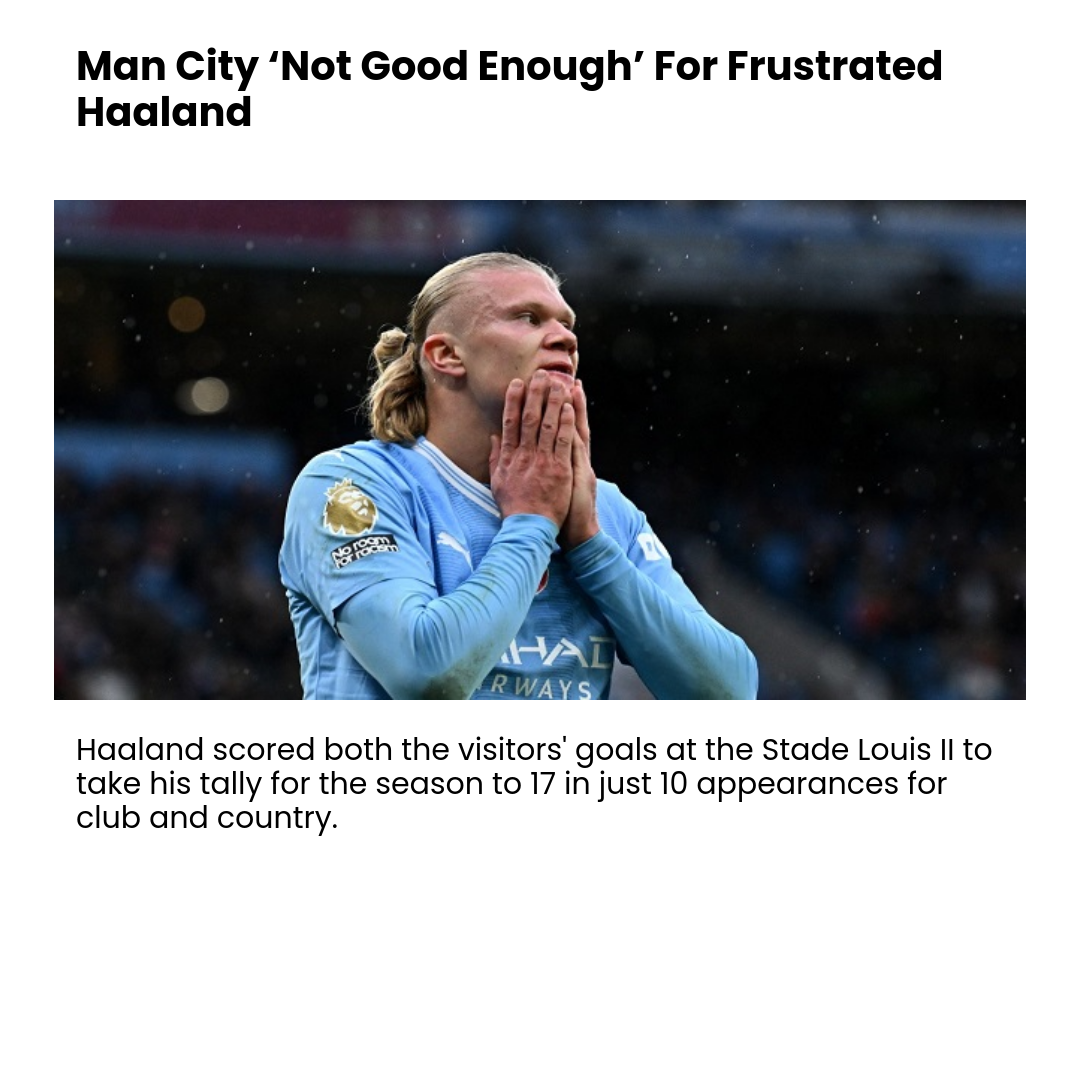 Man City ‘Not Good Enough’ For Frustrated
Haaland
No room
for racism
RWAYS
Haaland scored both the visitors' goals at the Stade Louis II to
take his tally for the season to 17 in just 10 appearances for
club and country.